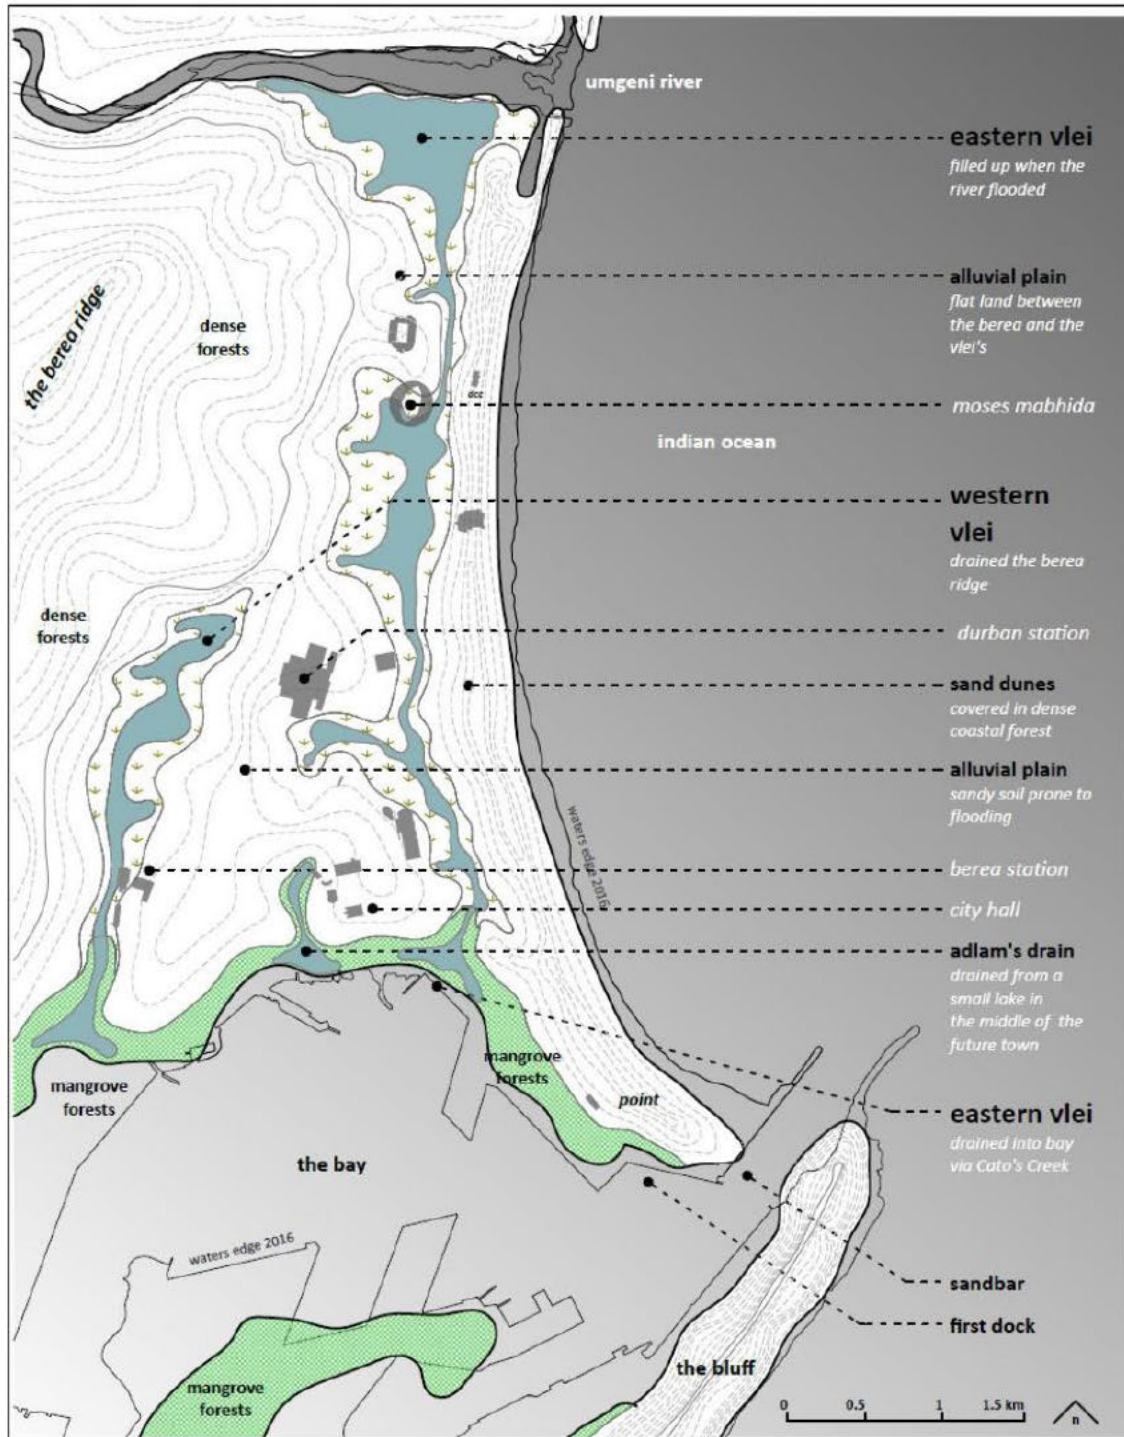 umgeni river
eastern vlei
filled up when the
river flooded
alluvial plain
flat land between
the berea and the
vlei's
the berea ridge
dense
forests
dcc
moses mabhida
indian ocean
western
vlei
drained the berea
ridge
dense
forests
durban station
sand dunes
covered in dense
coastal forest
alluvial plain
sandy soil prone to
flooding
waters edge 2016
berea station
city hall
adlam's drain
drained from a
small lake in
the middle of the
future town
mangrove
forests
mangrove
forests
point
eastern vlei
drained into bay
via Cato's Creek
the bay
waters edge 2016
sandbar
first dock
the bluff
mangrove
forests
0 0.5 1 1.5 km
n